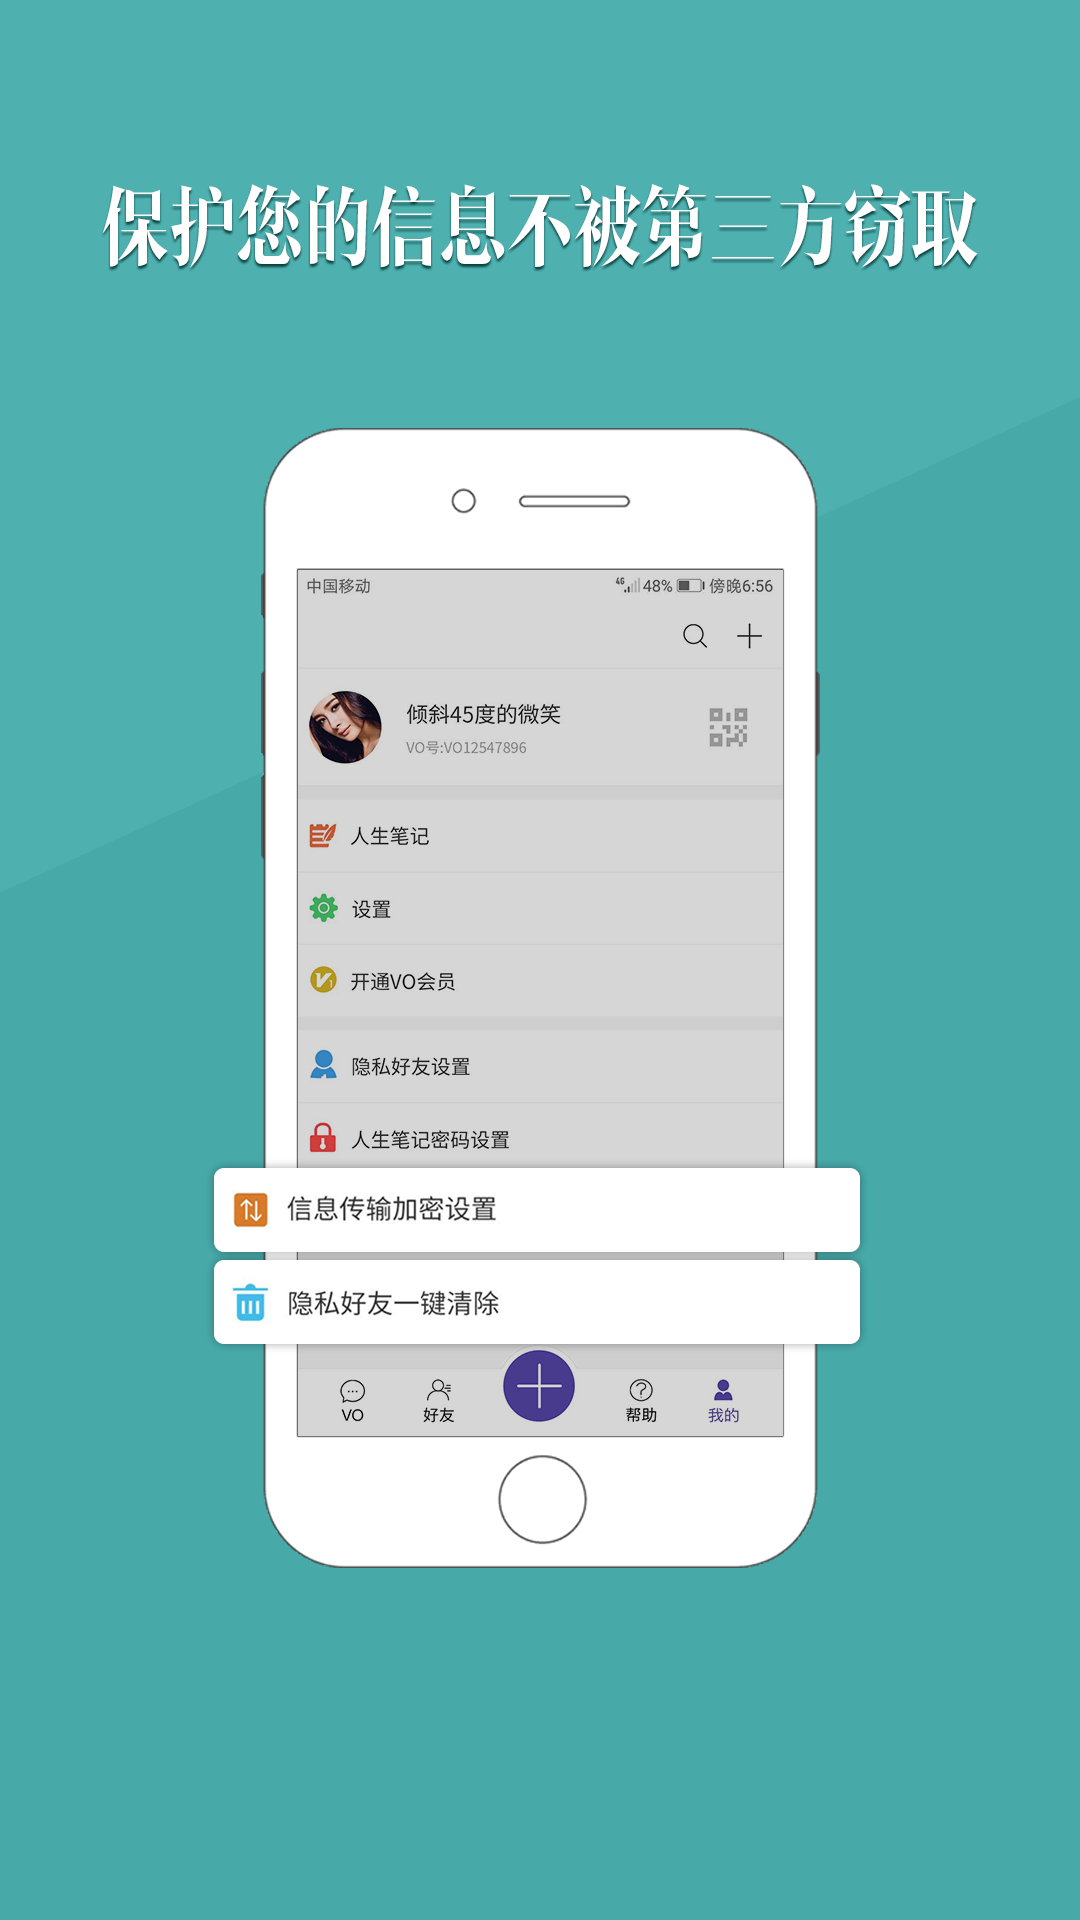 保护您的信息不被第三方窃取
中国移动 4G 48% 傍晚6:56
倾斜45度的微笑
VO号:VO12547896
人生笔记
设置
开通VO会员
隐私好友设置
人生笔记密码设置
信息传输加密设置
隐私好友一键清除
VO 好友 帮助 我的